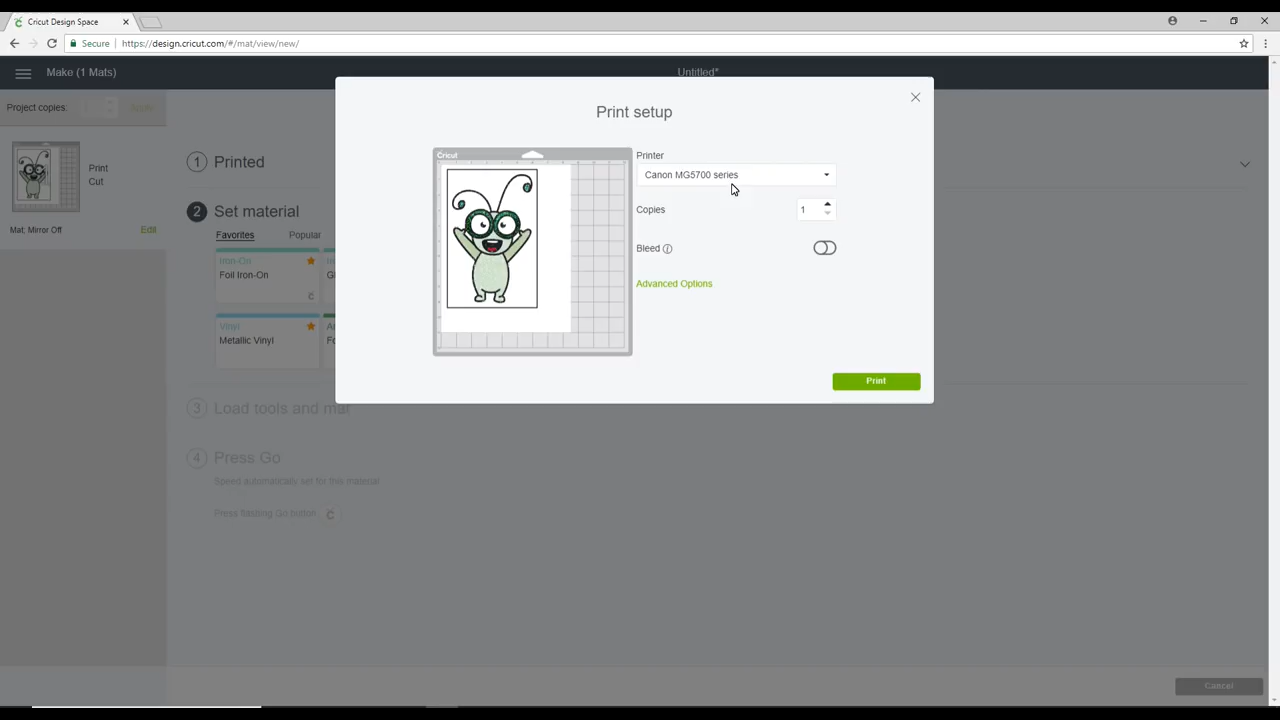 Cricut Design Space
Secure
https://design.cricut.com/#/mat/view/new/
Make (1 Mats)
Untitled*
Project copies:
Apply
Print
Cut
Mat: Mirror Off
Edit
1 Printed
2 Set material
Favorites Popular
Iron-On
Foil Iron-On
Vinyl
Metallic Vinyl
3 Load tools and mat
4 Press Go
Speed automatically set for this material
Press flashing Go button
Cancel
Print setup
Cricut
Printer
Canon MG5700 series
Copies
1
Bleed
Advanced Options
Print